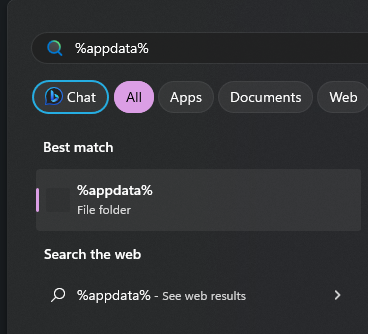 %appdata%
Chat
All
Apps
Documents
Web
Best match
%appdata%
File folder
Search the web
%appdata% - See web results